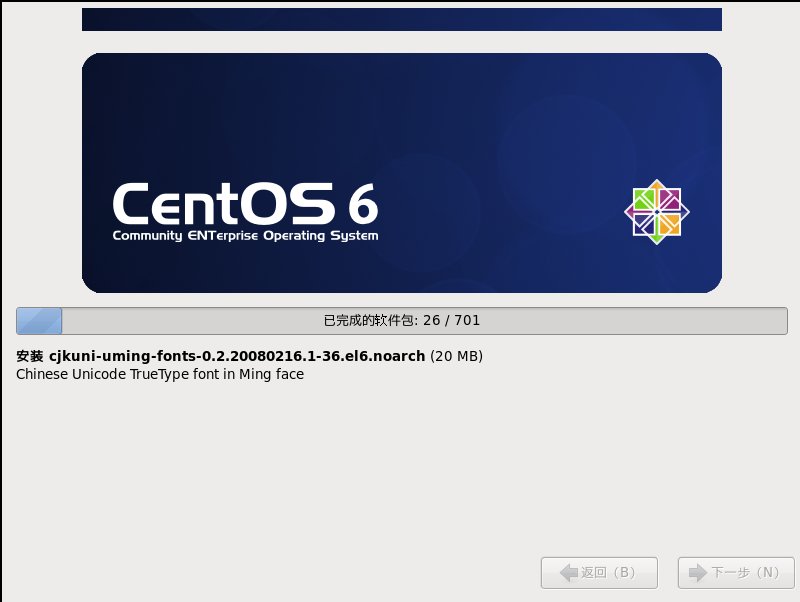 CentOS 6
Community ENTerprise Operating System
已完成的软件包: 26 / 701
安装 cjkuni-uming-fonts-0.2.20080216.1-36.el6.noarch (20 MB)
Chinese Unicode TrueType font in Ming face
返回（B） 下一步（N）